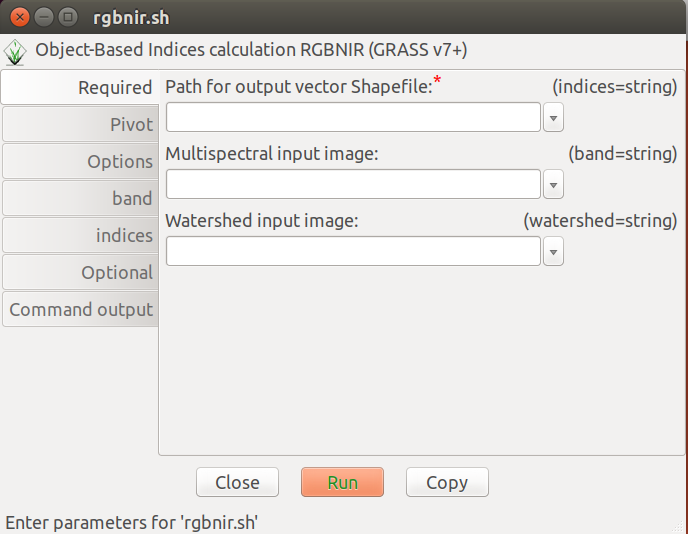 rgbnir.sh
Object-Based Indices calculation RGBNIR (GRASS v7+)
Required
Pivot
Options
band
indices
Optional
Command output
Path for output vector Shapefile:* (indices=string)
Multispectral input image: (band=string)
Watershed input image: (watershed=string)
Close Run Copy
Enter parameters for 'rgbnir.sh'